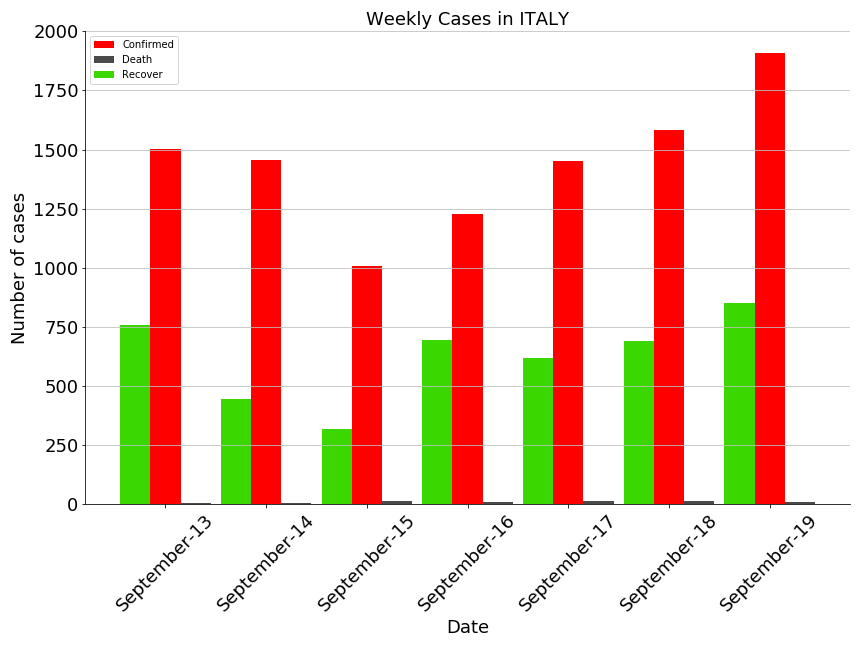 Weekly Cases in ITALY
Confirmed
Death
Recover
Number of cases
2000
1750
1500
1250
1000
750
500
250
0
September-13
September-14
September-15
September-16
September-17
September-18
September-19
Date